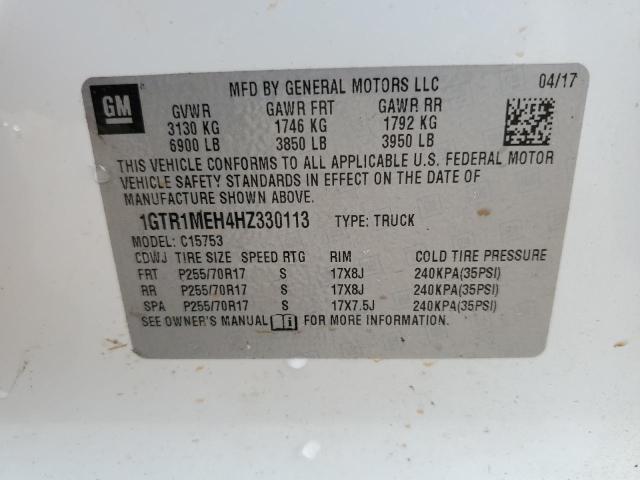 GM
MFD BY GENERAL MOTORS LLC 04/17
GVWR GAWR FRT GAWR RR
3130 KG 1746 KG 1792 KG
6900 LB 3850 LB 3950 LB
THIS VEHICLE CONFORMS TO ALL APPLICABLE U.S. FEDERAL MOTOR
VEHICLE SAFETY STANDARDS IN EFFECT ON THE DATE OF
MANUFACTURE SHOWN ABOVE.
1GTR1MEH4HZ330113 TYPE: TRUCK
MODEL: C15753
CDWJ TIRE SIZE SPEED RTG RIM COLD TIRE PRESSURE
FRT P255/70R17 S 17X8J 240KPA(35PSI)
RR P255/70R17 S 17X8J 240KPA(35PSI)
SPA P255/70R17 S 17X7.5J 240KPA(35PSI)
SEE OWNER'S MANUAL FOR MORE INFORMATION.